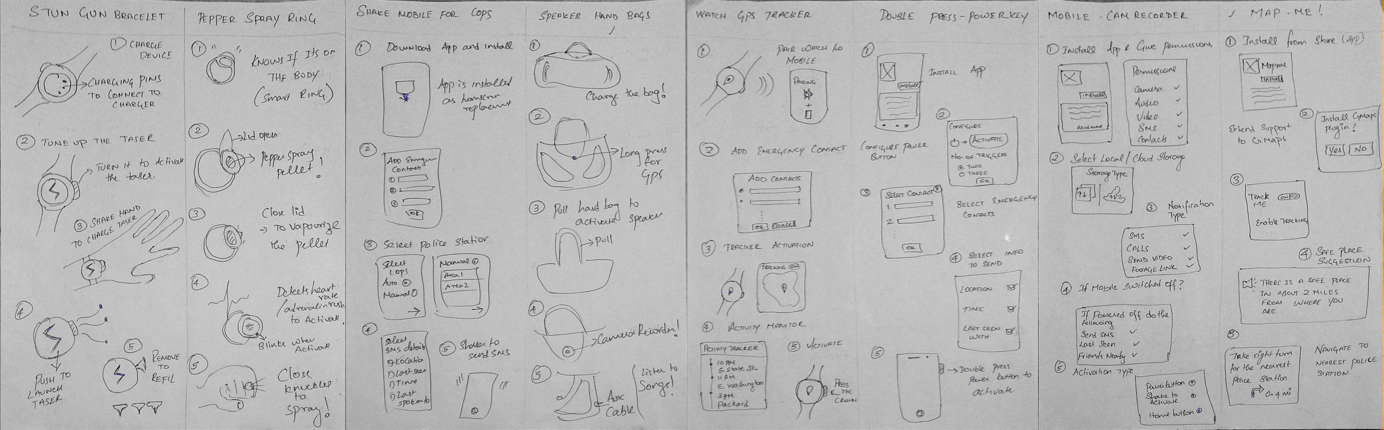 STUN GUN BRACELET
① CHARGE
DEVICE
CHARGING PINS
TO CONNECT TO
CHARGER
② TUNE UP THE TASER
TURN IT to Activate
the taser.
③ SHAKE HAND
TO CHARGE TASER
④
PUSH TO
LAUNCH
TASER
⑤ REMOVE
TO
REFIL
PEPPER SPRAY RING
①
KNOWS IF ITS ON
THE BODY
(Smart RING)
②
Lid open
Pepper Spray
pellet!
③
Close lid
to Vapourize
the pellet
④
Detects heart
rate
/adrenalin rush
to Activate
Blinks when
Activate
⑤
Close
knuckles to
Spray!
SHAKE MOBILE FOR COPS
① Download App and install
App is installed
as homescreen
replacement
②
Add Emergency
Contact
①
②
③
OK
③ Select Police Station
Select
Cops
Auto
Manual
Manual
Area1
Area2
④
Select
SMS details
Location
Last seen
Time
Last
⑤ Shake to
send SMS
SPEAKER HAND BAGS
①
Charge the bag!
②
Long press
for
GPS
③ Pull hand bag to
activate speaker
Pull
④
Camera Recorder!
⑤
Aux
Cable
(Listen to
Songs!
WATCH GPS TRACKER
①
PAIR WATCH to
MOBILE
PAIRING
② ADD EMERGENCY CONTACT
ADD CONTACTS
OK Cancel
③ TRACKER ACTIVATION
TRACKING ON
④ ACTIVITY MONITOR
ACTIVITY TRACKER
10 AM
S. State St.
11 AM
E. Washington
3 PM
Packard
⑤ ACTIVATE
PRESS
THE
CROWN
DOUBLE PRESS-POWER KEY
①
INSTALL APP
Install
②
CONFIGURE
ACTIVATE
NO. OF TRIGGER
TWO
THREE
OK
CONFIGURE POWER
BUTTON
③
SELECT CONTACT
1.
2.
OK
SELECT EMERGENCY
CONTACTS
④ SELECT INFO
TO SEND
LOCATION
TIME
LAST SEEN
WITH
⑤
Double Press
Power button to
activate
MOBILE CAM RECORDER
① Install App & Give Permissions
Install
Permissions
Camera ✓
Audio ✓
Video ✓
SMS ✓
Contacts ✓
② Select Local / Cloud Storage
Storage Type
③ Notification
Type
SMS ✓
CALLS ✓
SEND VIDEO ✓
FOOTAGE LINK ✓
④ If Mobile Switched off?
If Powered off do the
following
Send SMS ✓
Last Seen ✓
Friends Nearby ✓
⑤ Activation Type
Power button
Shake to
Activate
Home button
✓ MAP-ME!
① Install from Store (APP)
Mapme
Install
Extend Support
to GMaps
②
Install GMaps
plugin?
Yes NO
③
Track
ME
Enable Tracking
④ SAFE PLACE
SUGGESTION
THERE IS A SAFE PLACE
IN ABOUT 2 MILES
FROM WHERE YOU
ARE
⑤
Take right turn
for the nearest
Police Station
0.4 mi
NAVIGATE TO
NEAREST POLICE
STATION